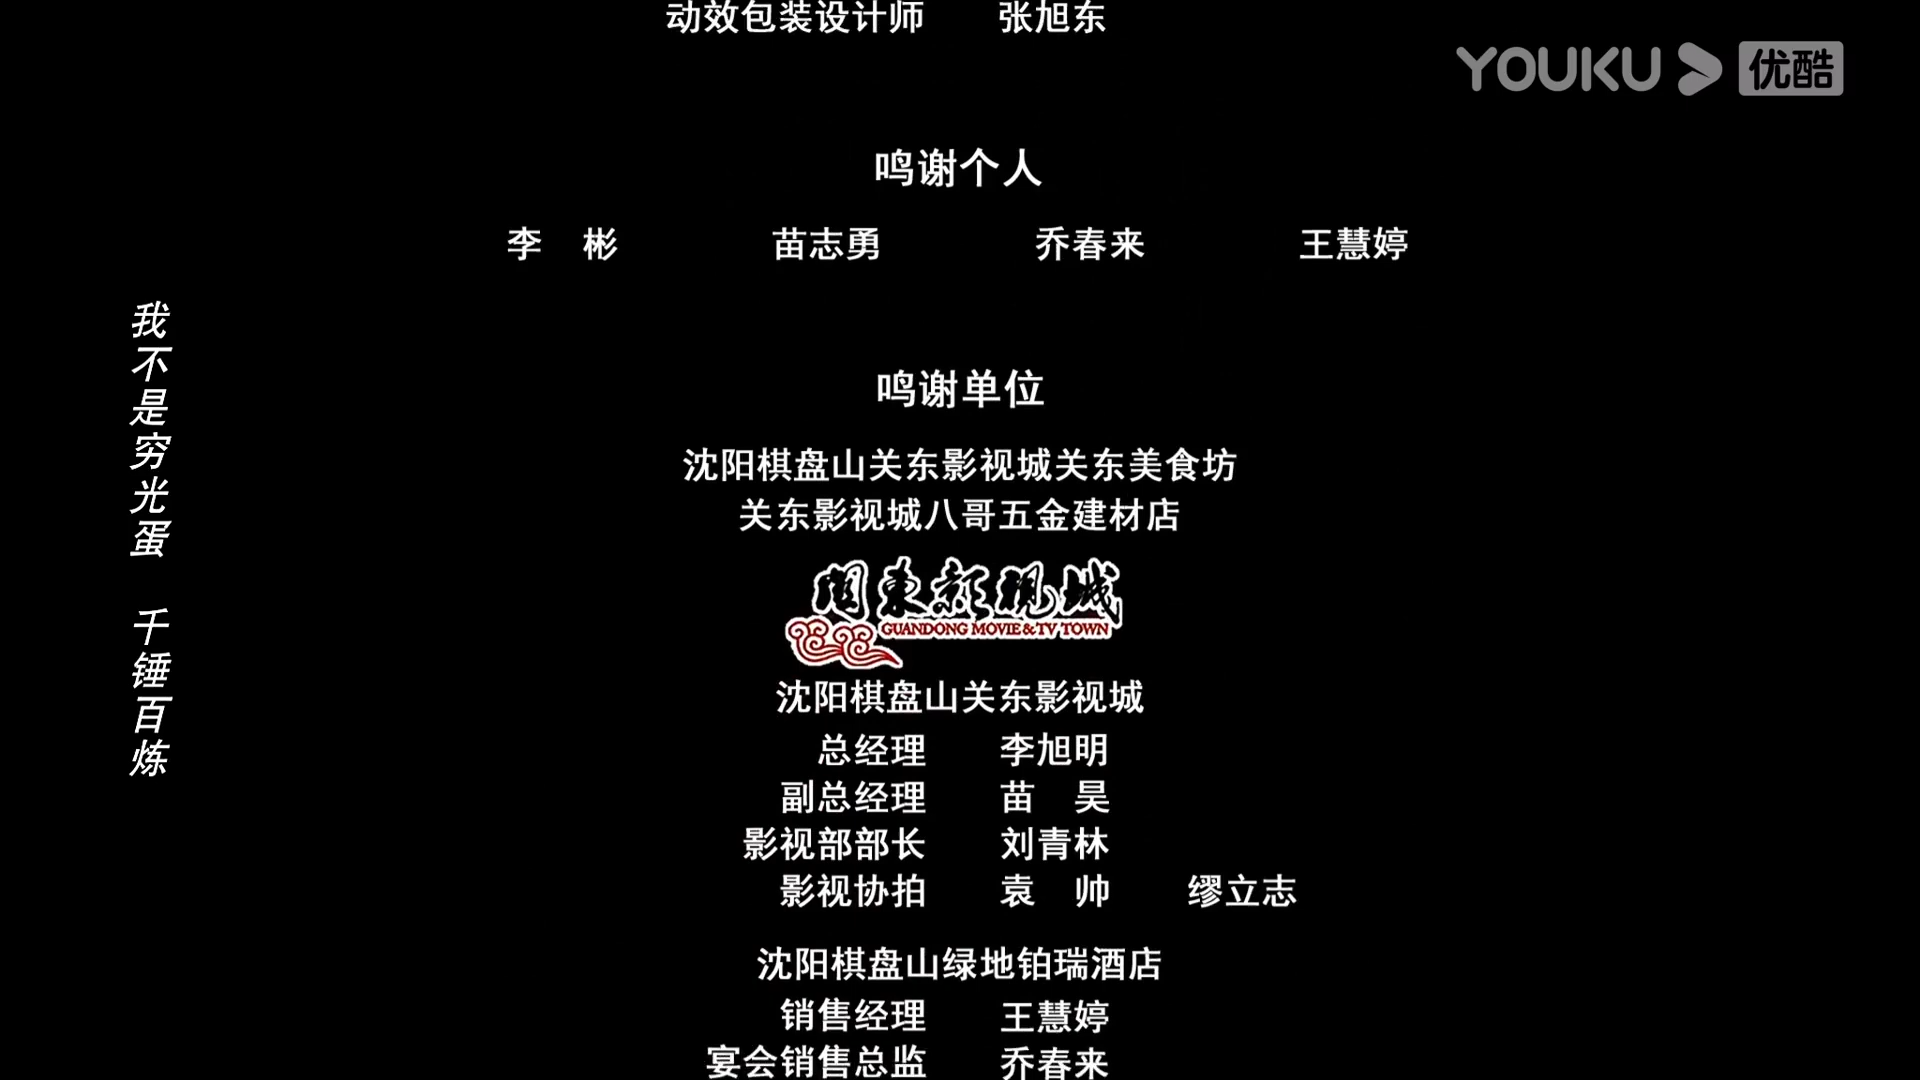 动效包装设计师 张旭东
YOUKU 优酷
鸣谢个人
李 彬 苗志勇 乔春来 王慧婷
我不是穷光蛋 千锤百炼
鸣谢单位
沈阳棋盘山关东影视城关东美食坊
关东影视城八哥五金建材店
関東影視城
GUANDONG MOVIE&TV TOWN
沈阳棋盘山关东影视城
总经理 李旭明
副总经理 苗 昊
影视部部长 刘青林
影视协拍 袁 帅 缪立志
沈阳棋盘山绿地铂瑞酒店
销售经理 王慧婷
宴会销售总监 乔春来